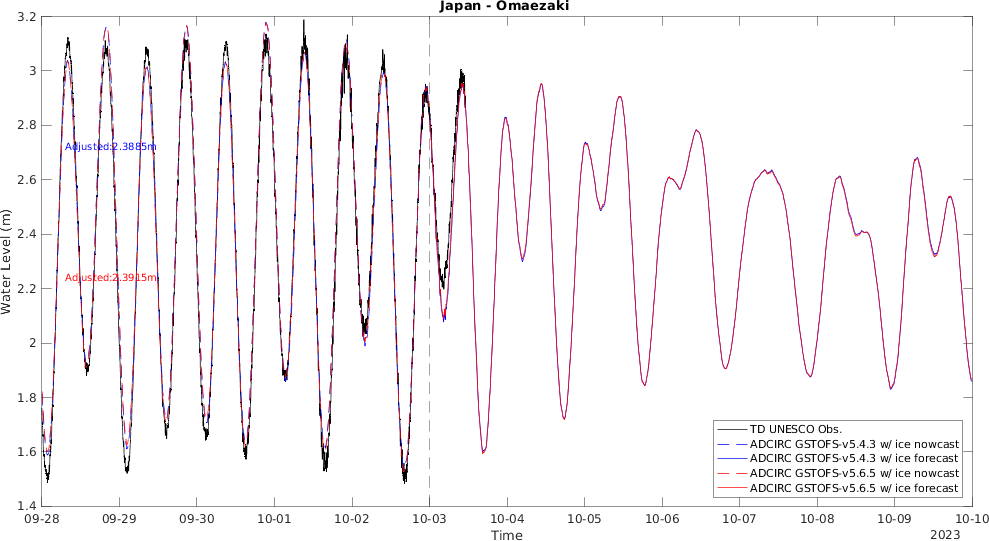 Japan - Omaezaki
Water Level (m)
3.2
3
2.8
2.6
2.4
2.2
2
1.8
1.6
1.4
Adjusted:2.3885m
Adjusted:2.3915m
TD UNESCO Obs.
ADCIRC GSTOFS-v5.4.3 w/ ice nowcast
ADCIRC GSTOFS-v5.4.3 w/ ice forecast
ADCIRC GSTOFS-v5.6.5 w/ ice nowcast
ADCIRC GSTOFS-v5.6.5 w/ ice forecast
09-28 09-29 09-30 10-01 10-02 10-03 10-04 10-05 10-06 10-07 10-08 10-09 10-10
Time
2023